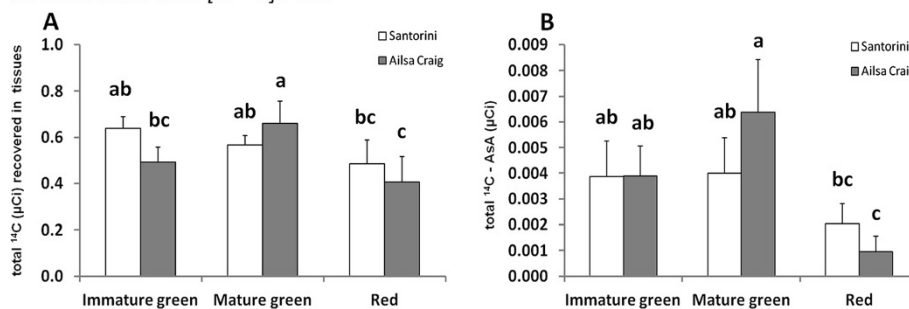 A
total ¹⁴C (μCi) recovered in tissues
1.0
0.8
0.6
0.4
0.2
0.0
Santorini
Ailsa Craig
ab
bc
ab
a
bc
c
Immature green
Mature green
Red
B
total ¹⁴C - AsA (μCi)
0.009
0.008
0.007
0.006
0.005
0.004
0.003
0.002
0.001
0.000
Santorini
Ailsa Crai
ab
ab
ab
a
bc
c
Immature green
Mature green
Red